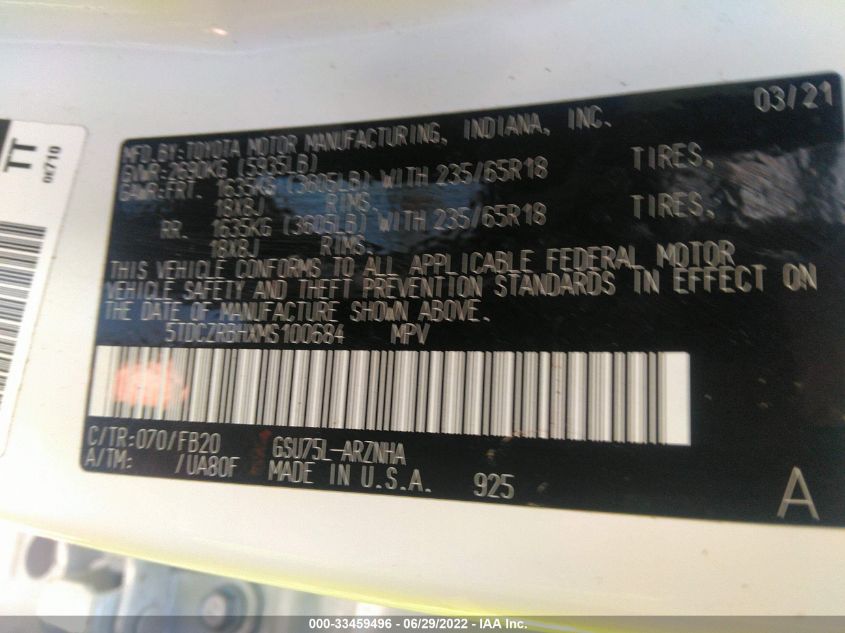 03/21
MFD.BY:TOYOTA MOTOR MANUFACTURING, INDIANA, INC.
GVWR:2690KG (5935LB)
GAWR:FRT. 1635KG (3605LB) WITH 235/65R18 TIRES,
18X8J RIMS,
RR. 1635KG (3605LB) WITH 235/65R18 TIRES,
18X8J RIMS,
THIS VEHICLE CONFORMS TO ALL APPLICABLE FEDERAL MOTOR
VEHICLE SAFETY AND THEFT PREVENTION STANDARDS IN EFFECT ON
THE DATE OF MANUFACTURE SHOWN ABOVE.
5TDCZRBHXMS100684 MPV
C/TR:070/FB20 GSU75L-ARZNHA
A/TM: /UA80F MADE IN U.S.A. 925
A
TT
0E710
000-33459496 - 06/29/2022 - IAA Inc.